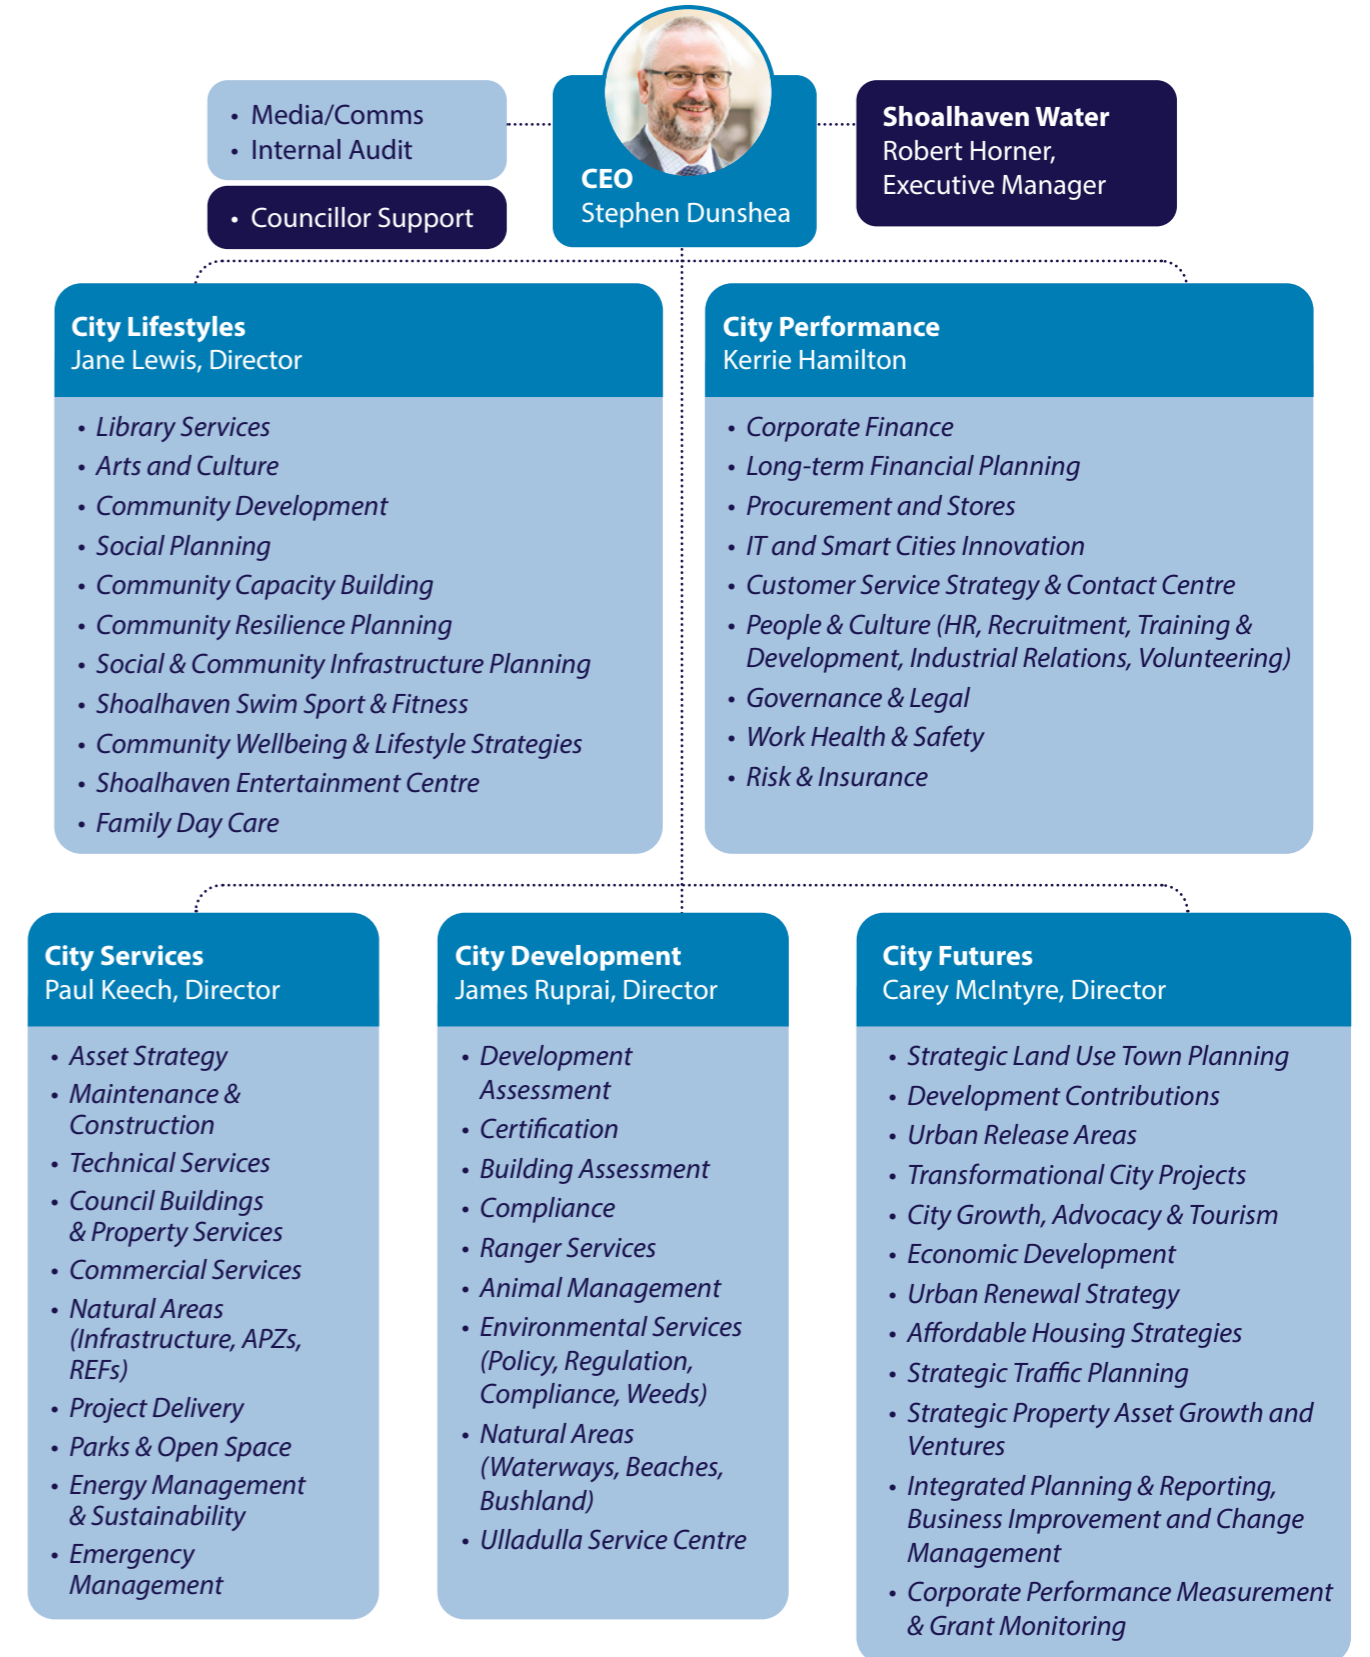 • Media/Comms
• Internal Audit
• Councillor Support
CEO
Stephen Dunshea
Shoalhaven Water
Robert Horner,
Executive Manager
City Lifestyles
Jane Lewis, Director
• Library Services
• Arts and Culture
• Community Development
• Social Planning
• Community Capacity Building
• Community Resilience Planning
• Social & Community Infrastructure Planning
• Shoalhaven Swim Sport & Fitness
• Community Wellbeing & Lifestyle Strategies
• Shoalhaven Entertainment Centre
• Family Day Care
City Performance
Kerrie Hamilton
• Corporate Finance
• Long-term Financial Planning
• Procurement and Stores
• IT and Smart Cities Innovation
• Customer Service Strategy & Contact Centre
• People & Culture (HR, Recruitment, Training &
Development, Industrial Relations, Volunteering)
• Governance & Legal
• Work Health & Safety
• Risk & Insurance
City Services
Paul Keech, Director
• Asset Strategy
• Maintenance &
Construction
• Technical Services
• Council Buildings
& Property Services
• Commercial Services
• Natural Areas
(Infrastructure, APZs,
REFs)
• Project Delivery
• Parks & Open Space
• Energy Management
& Sustainability
• Emergency
Management
City Development
James Ruprai, Director
• Development
Assessment
• Certification
• Building Assessment
• Compliance
• Ranger Services
• Animal Management
• Environmental Services
(Policy, Regulation,
Compliance, Weeds)
• Natural Areas
(Waterways, Beaches,
Bushland)
• Ulladulla Service Centre
City Futures
Carey McIntyre, Director
• Strategic Land Use Town Planning
• Development Contributions
• Urban Release Areas
• Transformational City Projects
• City Growth, Advocacy & Tourism
• Economic Development
• Urban Renewal Strategy
• Affordable Housing Strategies
• Strategic Traffic Planning
• Strategic Property Asset Growth and
Ventures
• Integrated Planning & Reporting,
Business Improvement and Change
Management
• Corporate Performance Measurement
& Grant Monitoring